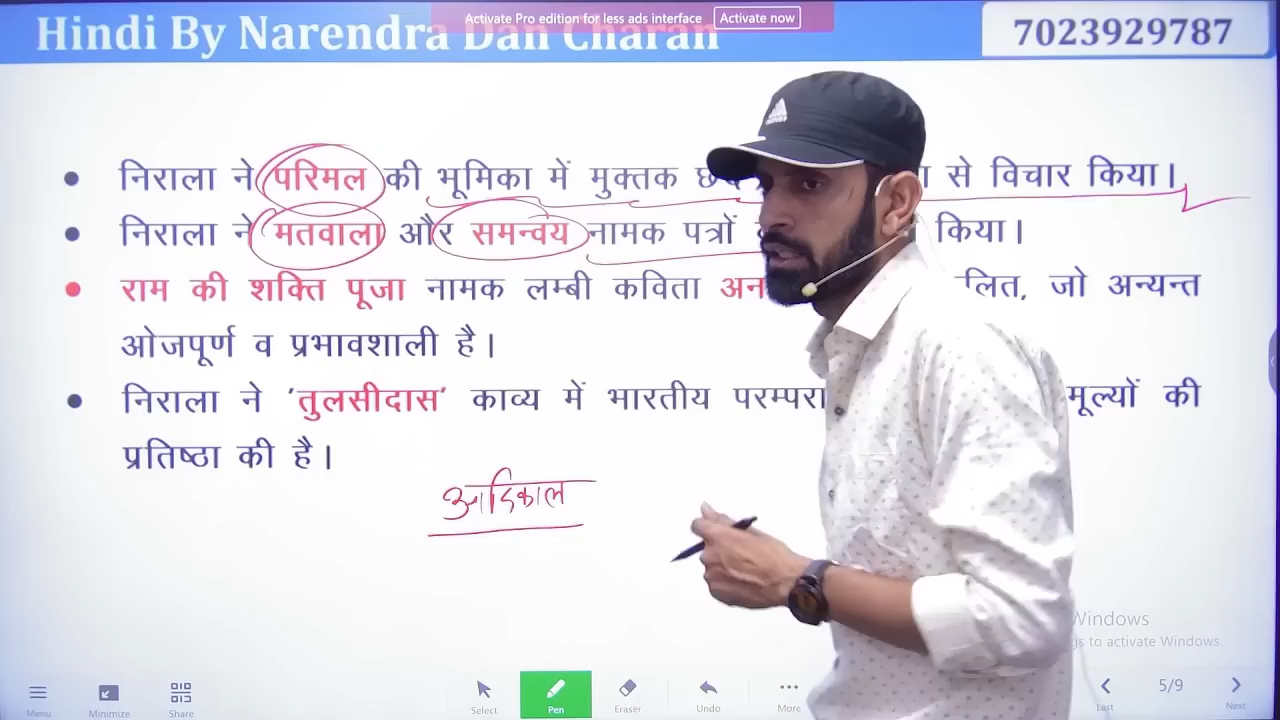 Hindi By Narendra Dan Charan
Activate Pro edition for less ads interface Activate now
7023929787
• निराला ने परिमल की भूमिका में मुक्तक से विचार किया।
• निराला ने मतवाला और समन्वय नामक पत्रों किया।
• राम की शक्ति पूजा नामक लम्बी कविता जो अन्यन्त
ओजपूर्ण व प्रभावशाली है।
• निराला ने 'तुलसीदास' काव्य में भारतीय परम्परा मूल्यों की
प्रतिष्ठा की है।
आदिकाल
Windows
to activate Windows.
Menu Minimize Share Select Pen Eraser Undo More Last 5/9 Next